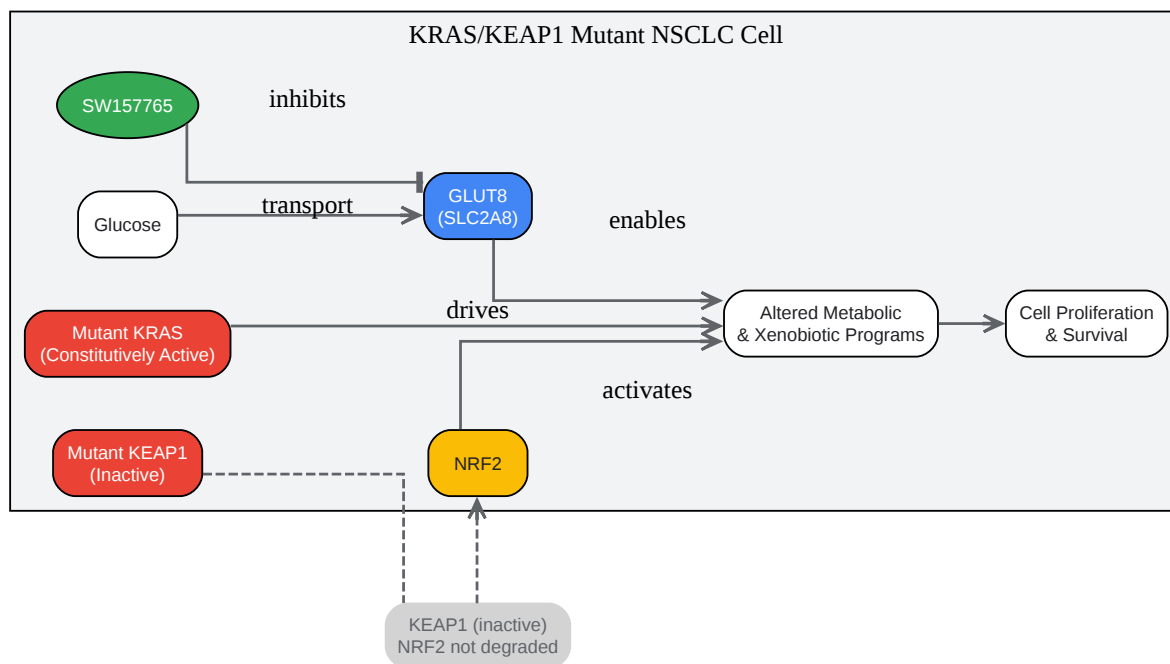 KRAS/KEAP1 Mutant NSCLC Cell
SW157765
inhibits
GLUT8
(SLC2A8)
Glucose
transport
enables
Mutant KRAS
(Constitutively Active)
drives
Altered Metabolic
& Xenobiotic Programs
Cell Proliferation
& Survival
activates
Mutant KEAP1
(Inactive)
NRF2
KEAP1 (inactive)
NRF2 not degraded